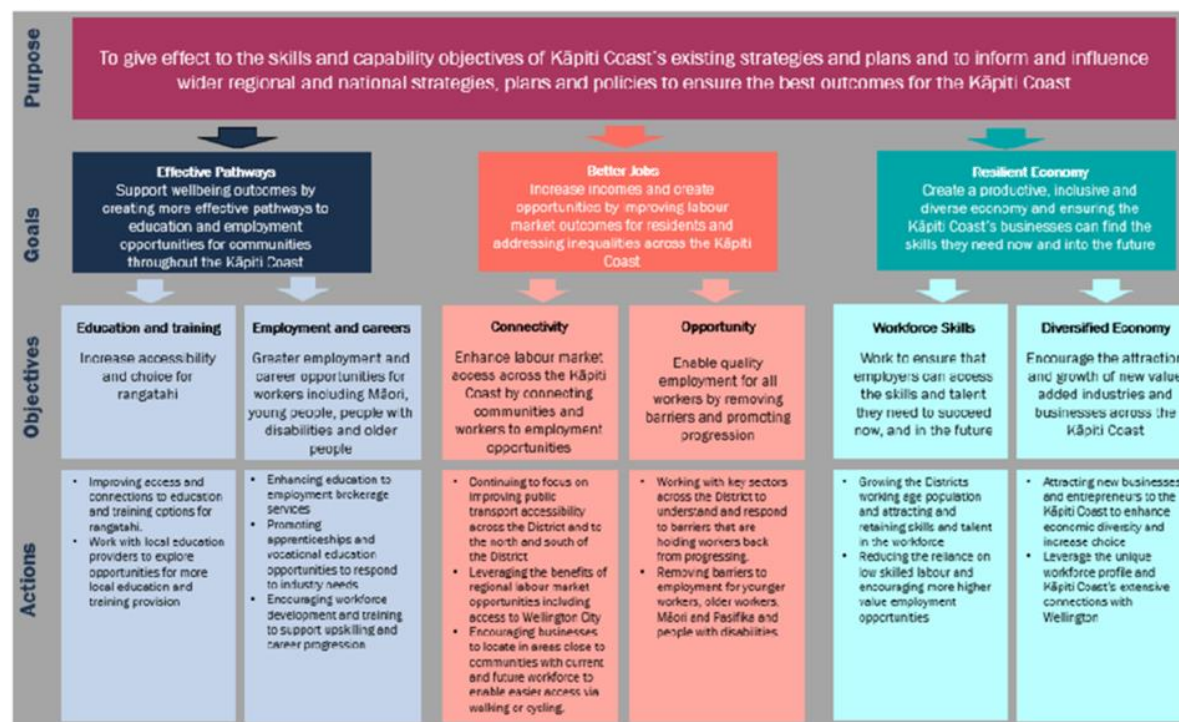 Purpose
To give effect to the skills and capability objectives of Kāpiti Coast's existing strategies and plans and to inform and influence
wider regional and national strategies, plans and policies to ensure the best outcomes for the Kāpiti Coast
Goals
Effective Pathways
Support wellbeing outcomes by
creating more effective pathways to
education and employment
opportunities for communities
throughout the Kāpiti Coast
Better Jobs
Increase incomes and create
opportunities by improving labour
market outcomes for residents and
addressing inequalities across the Kāpiti
Coast
Resilient Economy
Create a productive, inclusive and
diverse economy and ensuring the
Kāpiti Coast's businesses can find the
skills they need now and into the future
Objectives
Education and training
Increase accessibility
and choice for
rangatahi
Employment and careers
Greater employment and
career opportunities for
workers including Māori,
young people, people with
disabilities and older
people
Connectivity
Enhance labour market
access across the Kāpiti
Coast by connecting
communities and
workers to employment
opportunities
Opportunity
Enable quality
employment for all
workers by removing
barriers and promoting
progression
Workforce Skills
Work to ensure that
employers can access
the skills and talent
they need to succeed
now, and in the future
Diversified Economy
Encourage the attraction
and growth of new value
added industries and
businesses across the
Kāpiti Coast
Actions
• Improving access and
connections to education
and training options for
rangatahi.
• Work with local education
providers to explore
opportunities for more
local education and
training provision
• Enhancing education to
employment brokerage
services
• Promoting
apprenticeships and
vocational education
opportunities to respond
to industry needs
• Encouraging workforce
development and training
to support upskilling and
career progression
• Continuing to focus on
improving public
transport accessibility
across the District and to
the north and south of
the District
• Leveraging the benefits of
regional labour market
opportunities including
access to Wellington City
• Encouraging businesses
to locate in areas close to
communities with current
and future workforce to
enable easier access via
walking or cycling.
• Working with key sectors
across the District to
understand and respond
to barriers that are
holding workers back
from progressing.
• Removing barriers to
employment for younger
workers, older workers,
Māori and Pasifika and
people with disabilities.
• Growing the Districts
working age population
and attracting and
retaining skills and talent
in the workforce
• Reducing the reliance on
low skilled labour and
encouraging more higher
value employment
opportunities
• Attracting new businesses
and entrepreneurs to the
Kāpiti Coast to enhance
economic diversity and
increase choice
• Leverage the unique
workforce profile and
Kāpiti Coast's extensive
connections with
Wellington